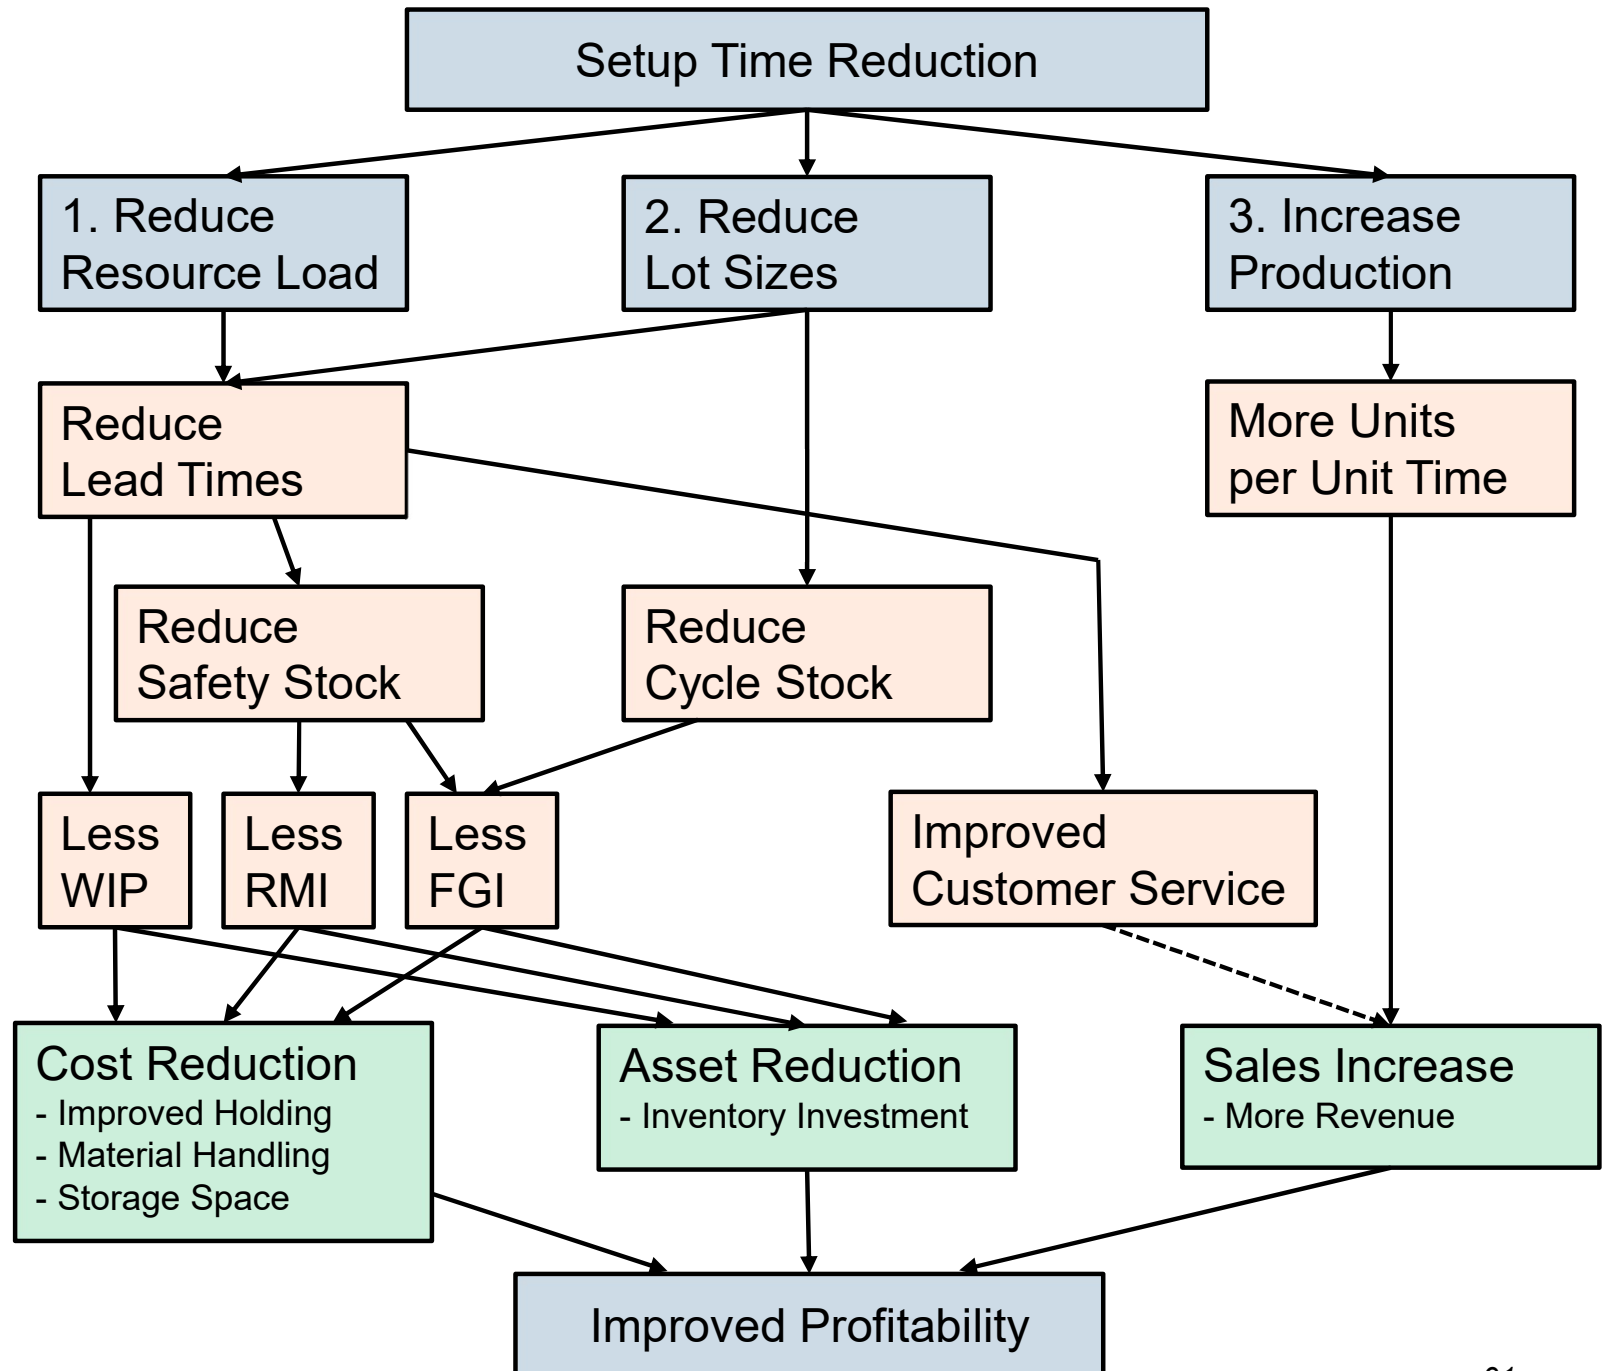 Setup Time Reduction
1. Reduce
Resource Load
2. Reduce
Lot Sizes
3. Increase
Production
Reduce
Lead Times
More Units
per Unit Time
Reduce
Safety Stock
Reduce
Cycle Stock
Less
WIP
Less
RMI
Less
FGI
Improved
Customer Service
Cost Reduction
- Improved Holding
- Material Handling
- Storage Space
Asset Reduction
- Inventory Investment
Sales Increase
- More Revenue
Improved Profitability